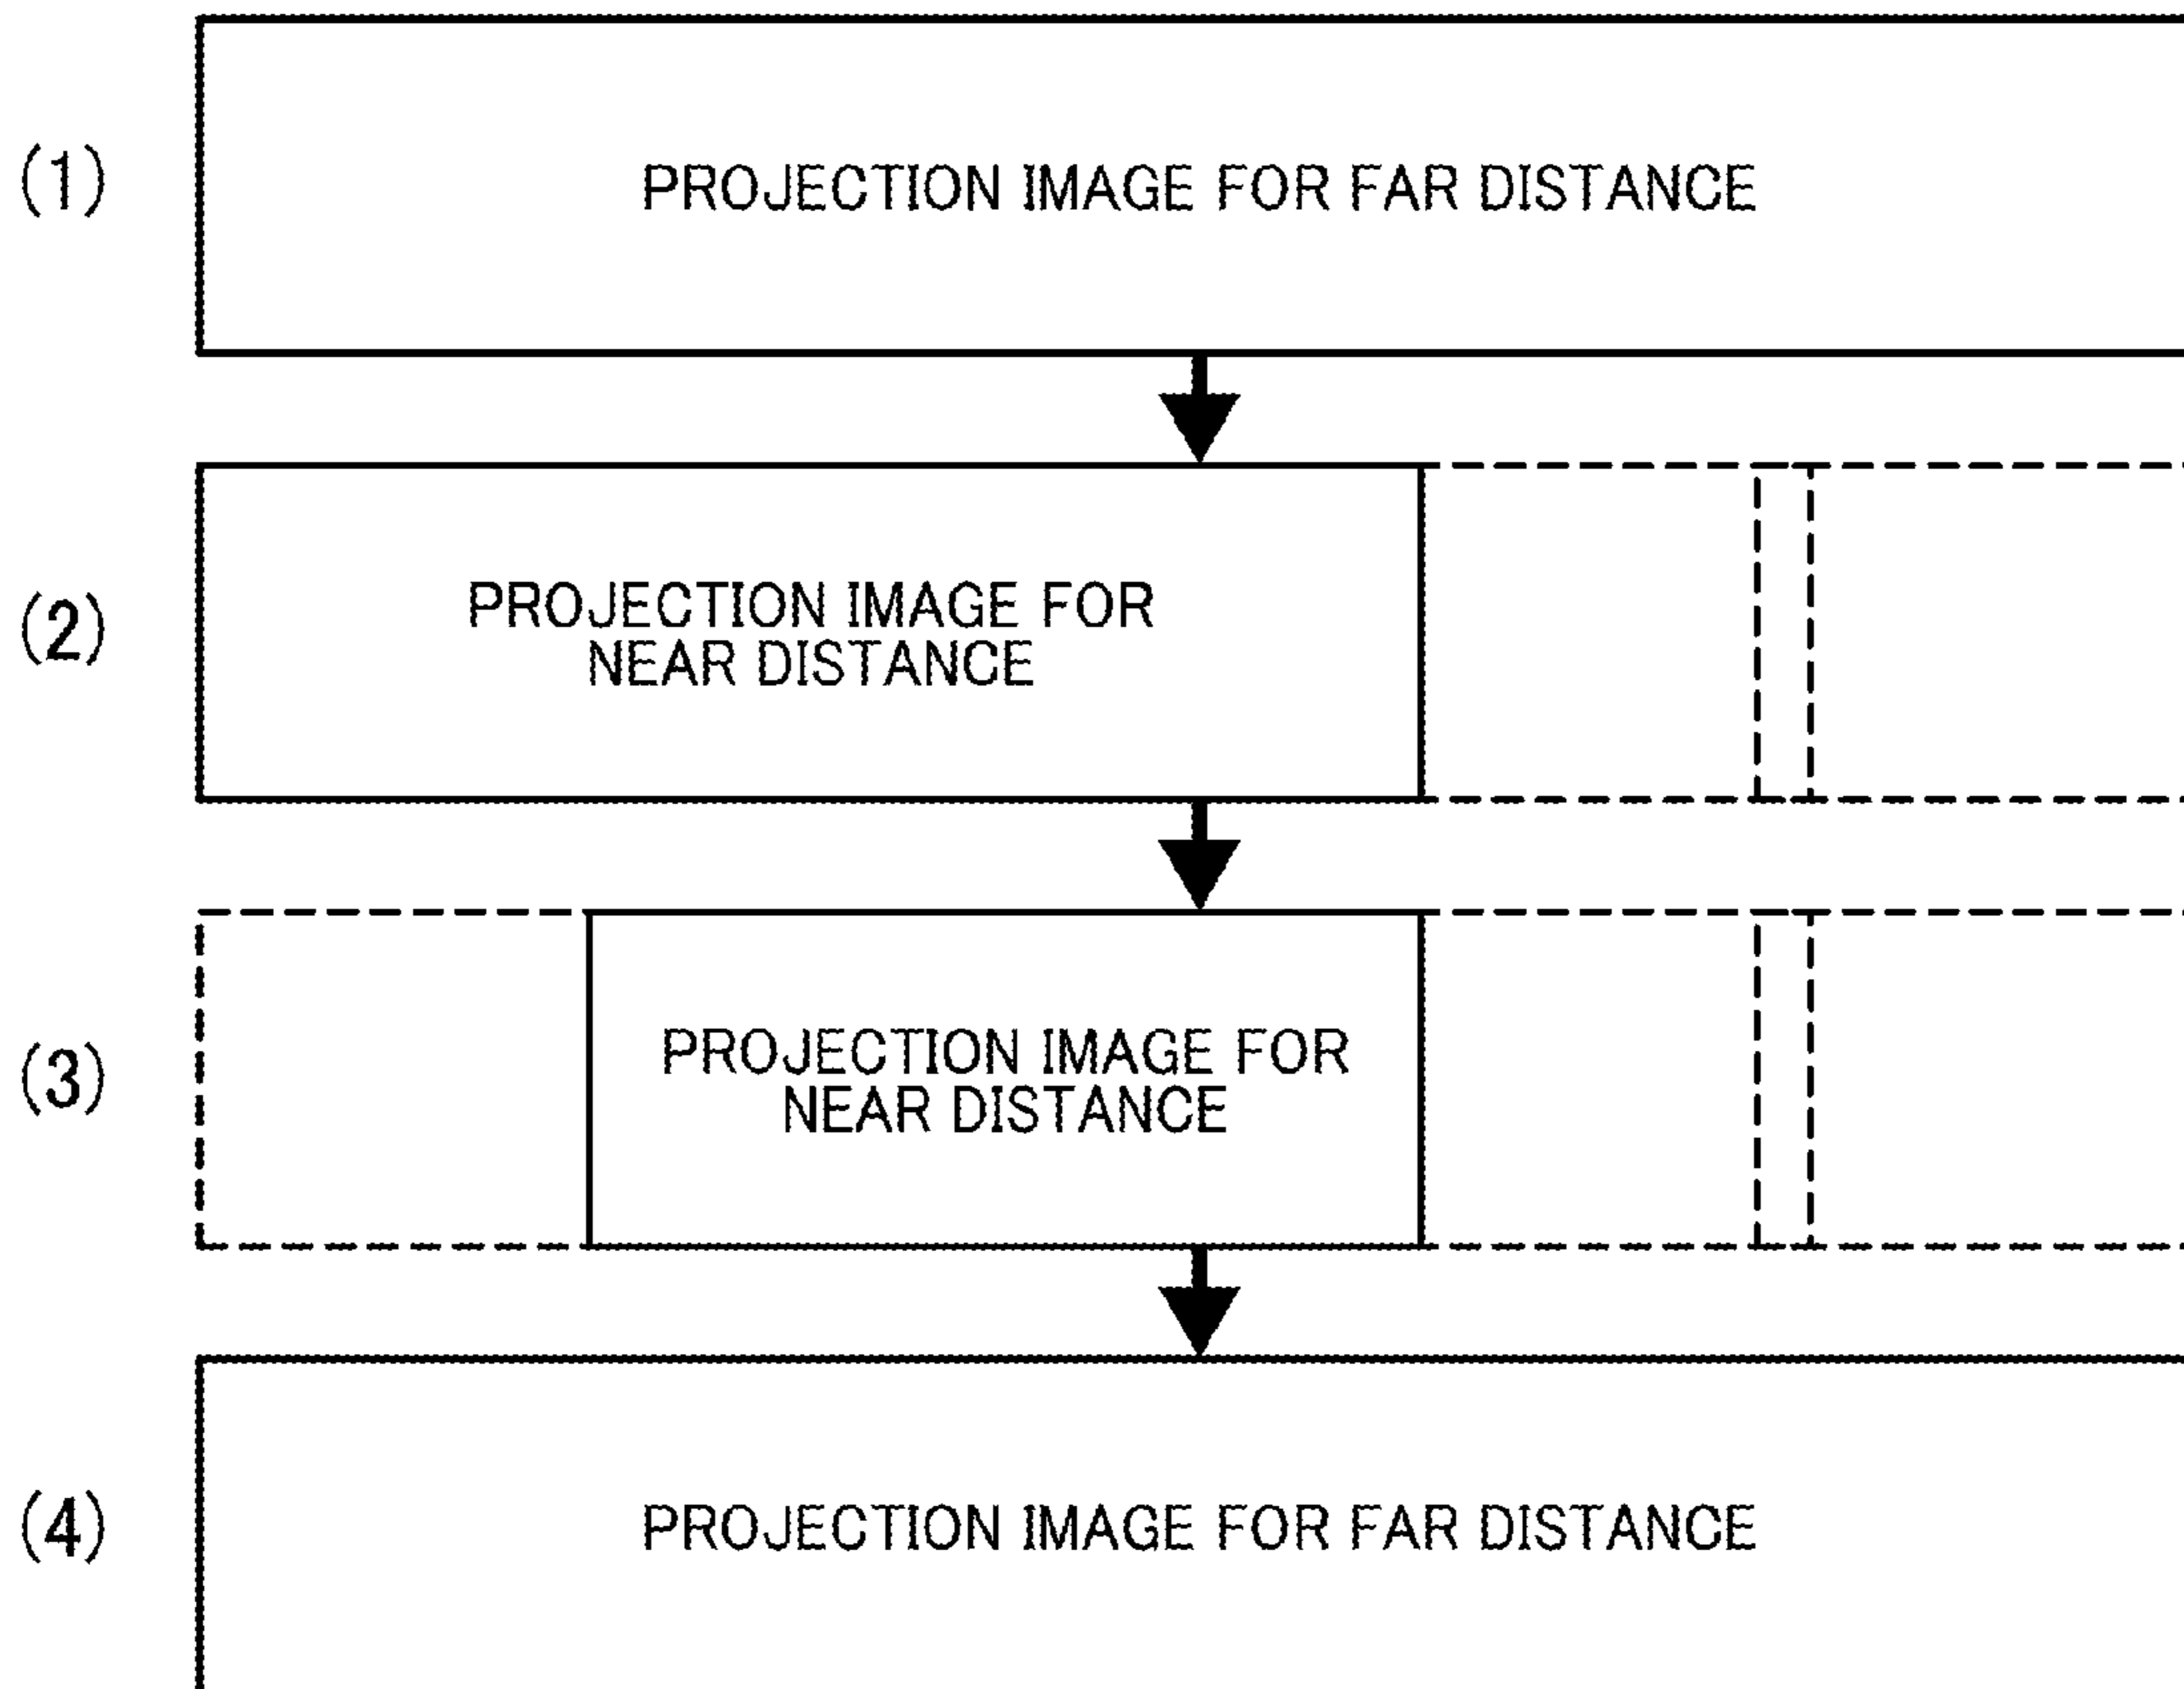 (1)
PROJECTION IMAGE FOR FAR DISTANCE
(2)
PROJECTION IMAGE FOR
NEAR DISTANCE
(3)
PROJECTION IMAGE FOR
NEAR DISTANCE
(4)
PROJECTION IMAGE FOR FAR DISTANCE